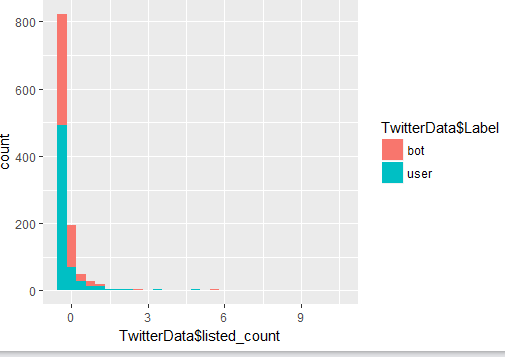 800
600
400
200
0
count
0 3 6 9
TwitterData$listed_count
TwitterData$Label
bot
user